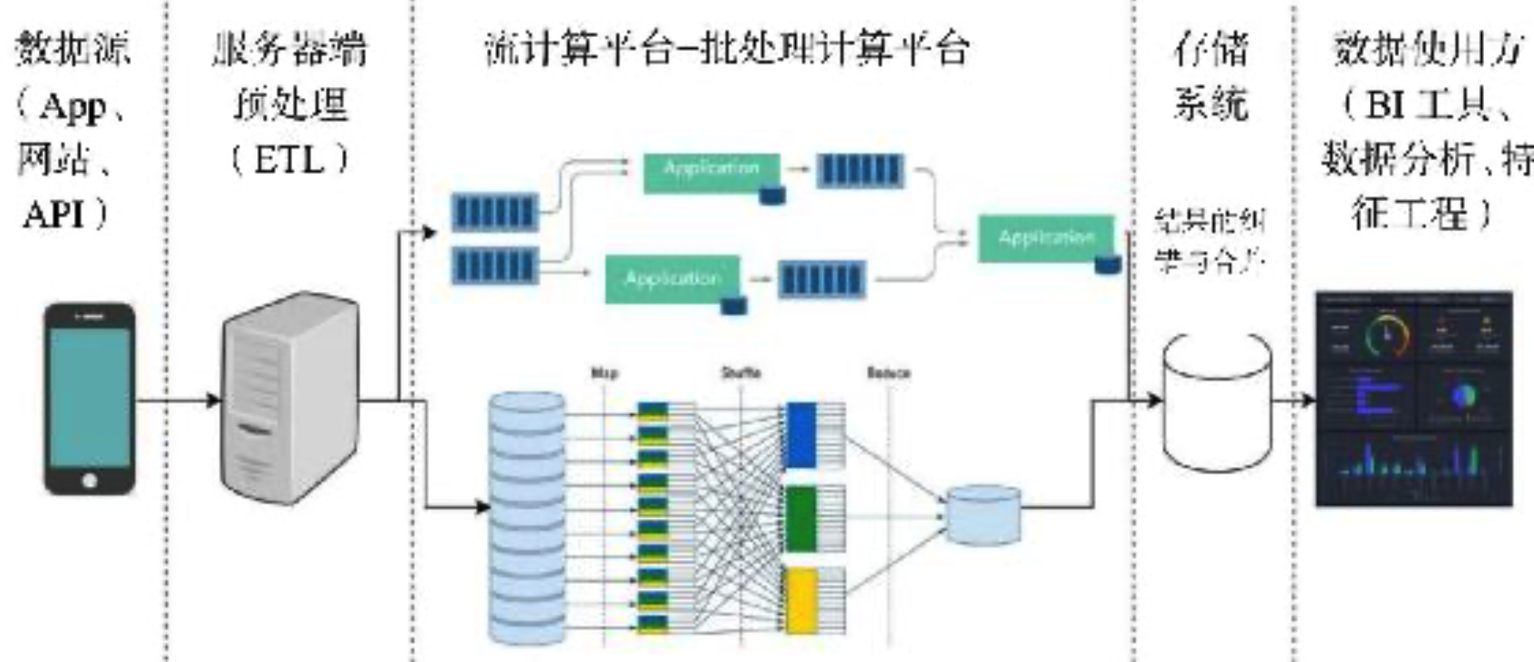 数据源
（App、
网站、
API）
服务器端
预处理
（ETL）
流计算平台–批处理计算平台
存储
系统
数据使用方
（BI 工具、
数据分析、特
征工程）
结果的纠
错与合并
Application
Application
Application
Map
Shuffle
Reduce